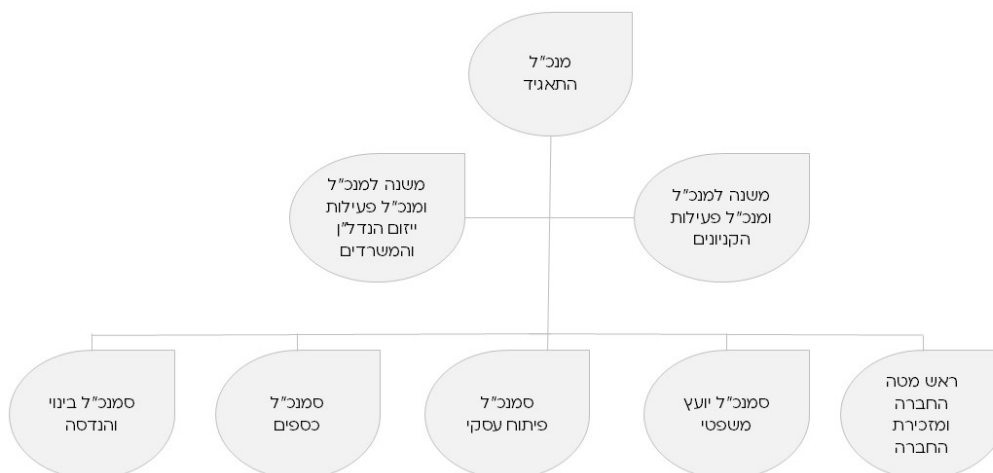 מנכ"ל
התאגיד
משנה למנכ"ל
ומנכ"ל פעילות
הקניונים
משנה למנכ"ל
ומנכ"ל פעילות
ייזום הנדל"ן
והמשרדים
ראש מטה
החברה
ומזכירת
החברה
סמנכ"ל יועץ
משפטי
סמנכ"ל
פיתוח עסקי
סמנכ"ל
כספים
סמנכ"ל בינוי
והנדסה